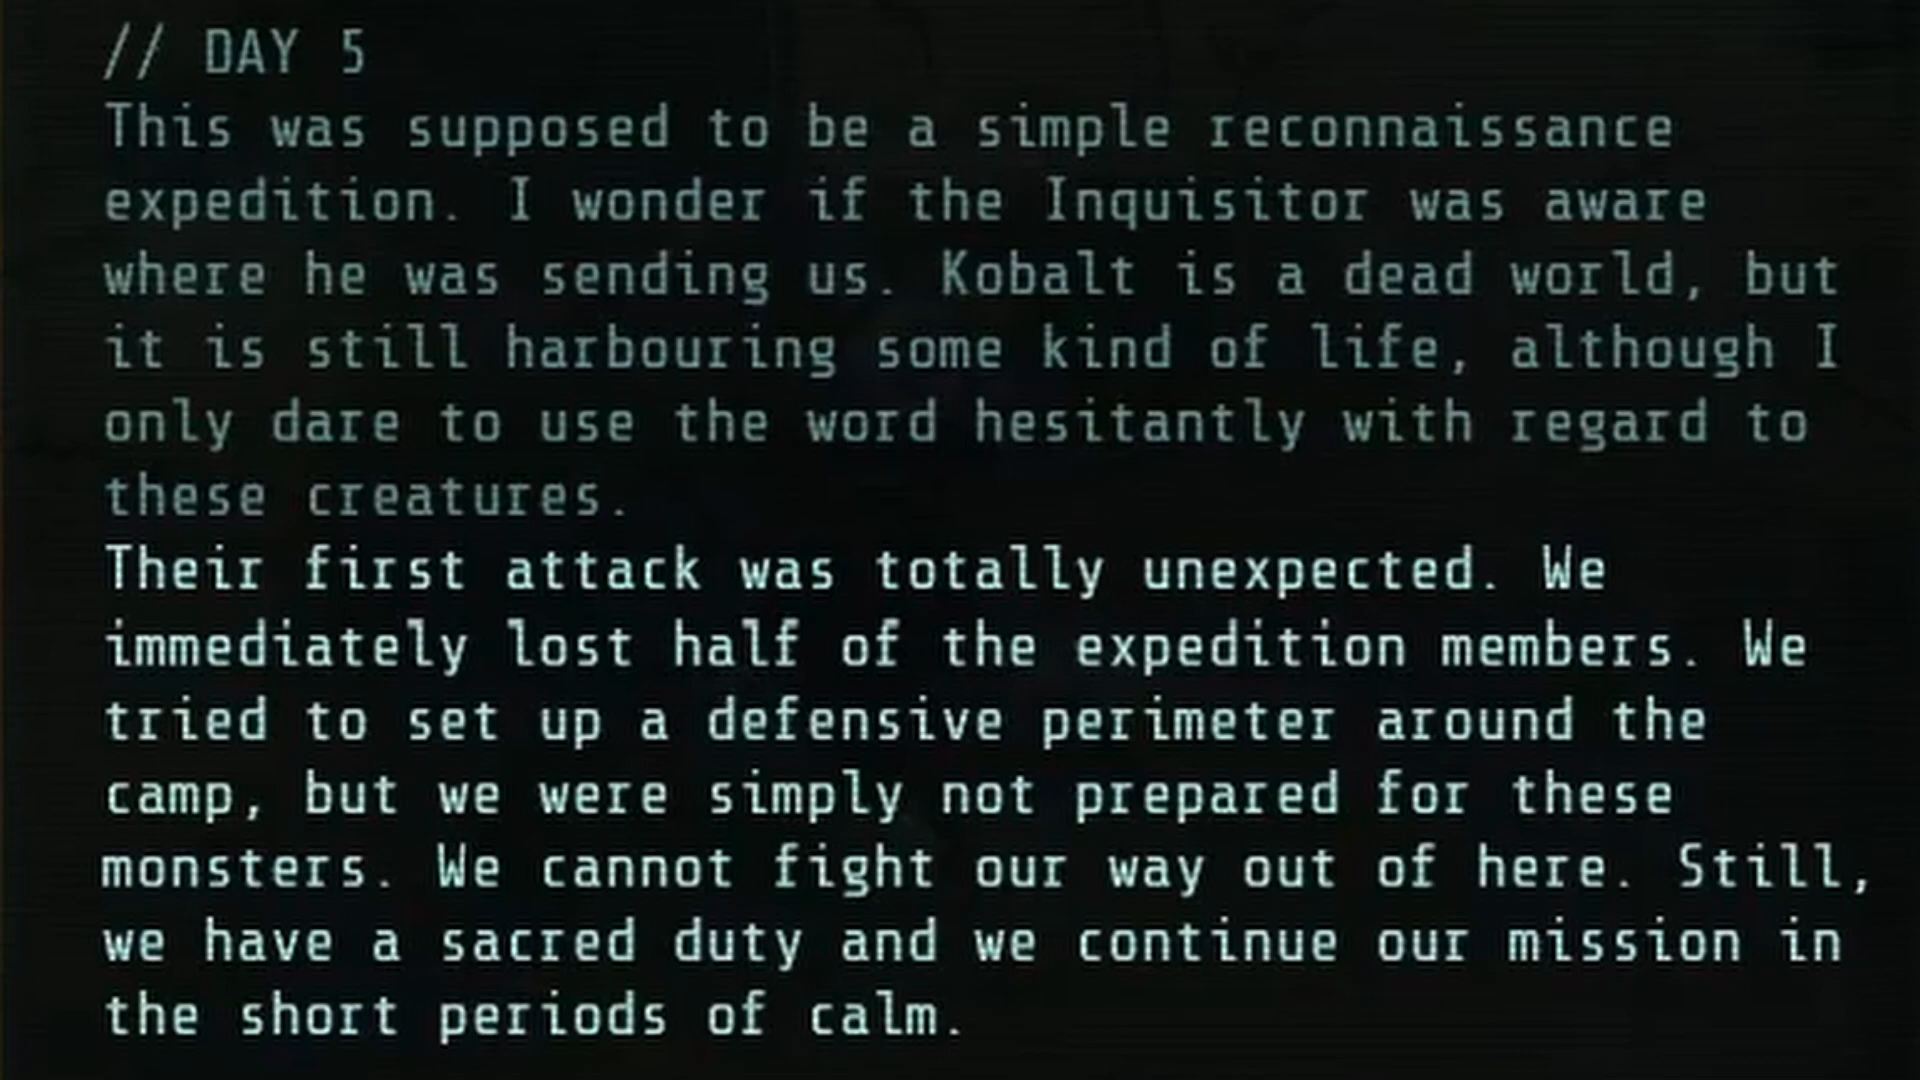 // DAY 5
This was supposed to be a simple reconnaissance
expedition. I wonder if the Inquisitor was aware
where he was sending us. Kobalt is a dead world, but
it is still harbouring some kind of life, although I
only dare to use the word hesitantly with regard to
these creatures.
Their first attack was totally unexpected. We
immediately lost half of the expedition members. We
tried to set up a defensive perimeter around the
camp, but we were simply not prepared for these
monsters. We cannot fight our way out of here. Still,
we have a sacred duty and we continue our mission in
the short periods of calm.